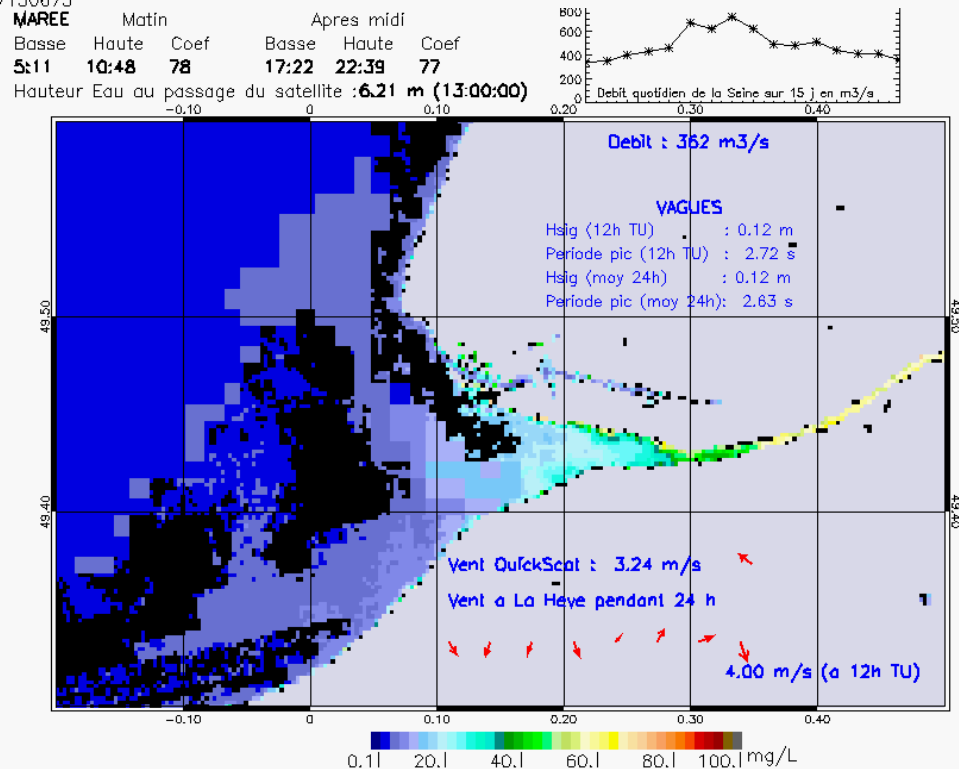 MAREE Matin Apres midi
Basse Haute Coef Basse Haute Coef
5:11 10:48 78 17:22 22:39 77
Hauteur Eau au passage du satellite :6.21 m (13:00:00)
800
600
400
200
0
Debit quotidien de la Seine sur 15 j en m3/s
-0.10 0 0.10 0.20 0.30 0.40
Debit : 362 m3/s
VAGUES
Hsig (12h TU) : 0.12 m
Periode pic (12h TU) : 2.72 s
Hsig (moy 24h) : 0.12 m
Periode pic (moy 24h): 2.63 s
49.50 49.50
49.40 49.40
Vent QuickScat : 3.24 m/s
Vent a La Heve pendant 24 h
4.00 m/s (a 12h TU)
-0.10 0 0.10 0.20 0.30 0.40
0.1 20. 40. 60. 80. 100. mg/L